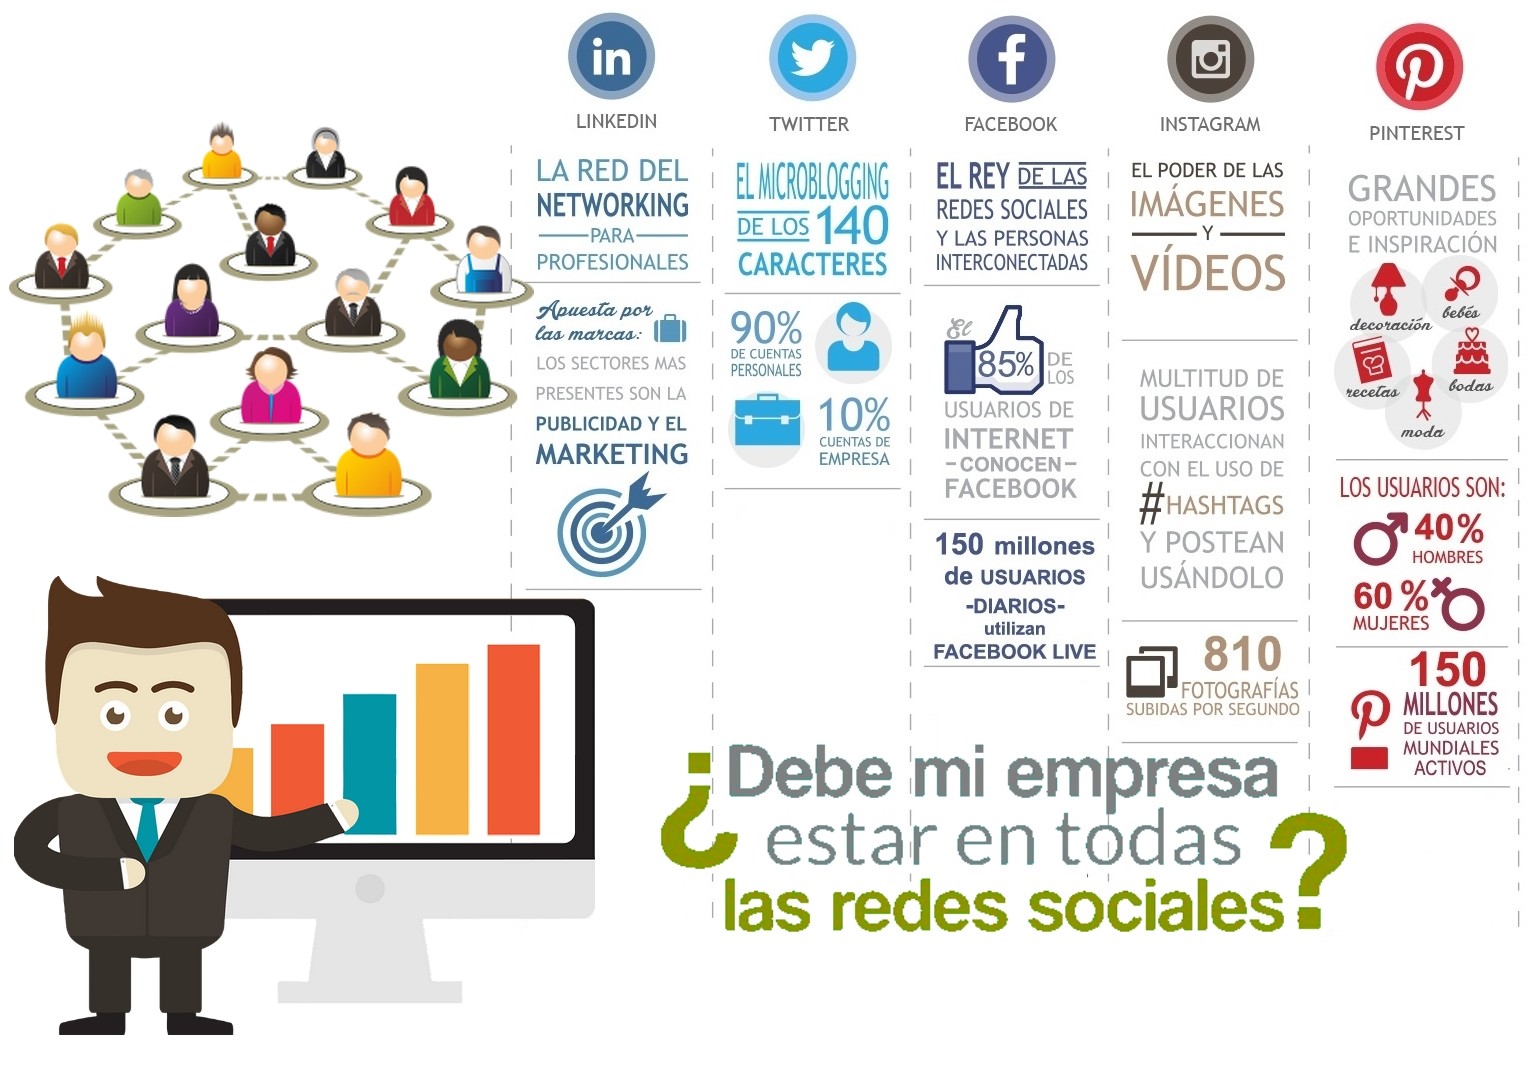 in
LINKEDIN
LA RED DEL
NETWORKING
PARA
PROFESIONALES
Apuesta por
las marcas:
LOS SECTORES MAS
PRESENTES SON LA
PUBLICIDAD Y EL
MARKETING
TWITTER
EL MICROBLOGGING
DE LOS 140
CARACTERES
90%
DE CUENTAS
PERSONALES
10%
CUENTAS DE
EMPRESA
f
FACEBOOK
EL REY DE LAS
REDES SOCIALES
Y LAS PERSONAS
INTERCONECTADAS
El
85% DE
LOS
USUARIOS DE
INTERNET
-CONOCEN-
FACEBOOK
150 millones
de USUARIOS
-DIARIOS-
utilizan
FACEBOOK LIVE
INSTAGRAM
EL PODER DE LAS
IMÁGENES
Y
VÍDEOS
MULTITUD DE
USUARIOS
INTERACCIONAN
CON EL USO DE
#HASHTAGS
Y POSTEAN
USÁNDOLO
810
FOTOGRAFÍAS
SUBIDAS POR SEGUNDO
PINTEREST
GRANDES
OPORTUNIDADES
E INSPIRACIÓN
decoración
bebés
recetas
bodas
moda
LOS USUARIOS SON:
40%
HOMBRES
60 %
MUJERES
150
MILLONES
DE USUARIOS
MUNDIALES
ACTIVOS
¿Debe mi empresa
estar en todas
las redes sociales?